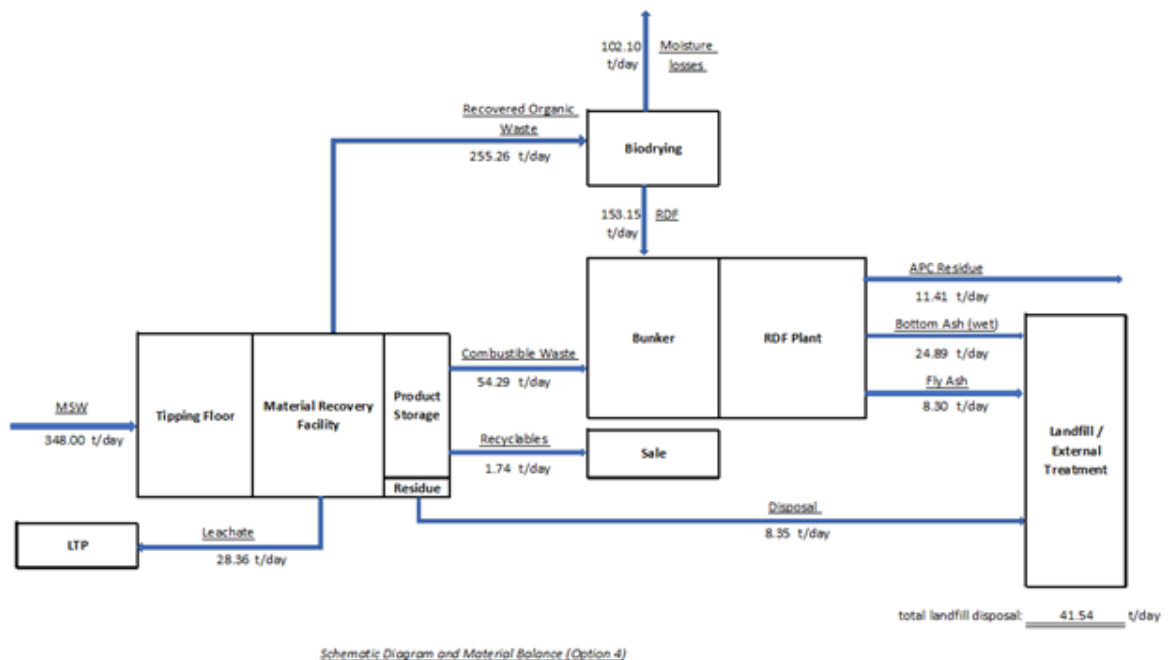 102.10
t/day
Moisture
losses
Recovered Organic
Waste
255.26 t/day
Biodrying
153.15
t/day
RDF
APC Residue
11.41 t/day
Bunker
RDF Plant
Bottom Ash (wet)
24.89 t/day
Fly Ash
8.30 t/day
Combustible Waste
54.29 t/day
MSW
348.00 t/day
Tipping Floor
Material Recovery
Facility
Product
Storage
Residue
Recyclables
1.74 t/day
Sale
Landfill /
External
Treatment
Disposal
8.35 t/day
LTP
Leachate
28.36 t/day
total landfill disposal: 41.54 t/day
Schematic Diagram and Material Balance (Option 4)